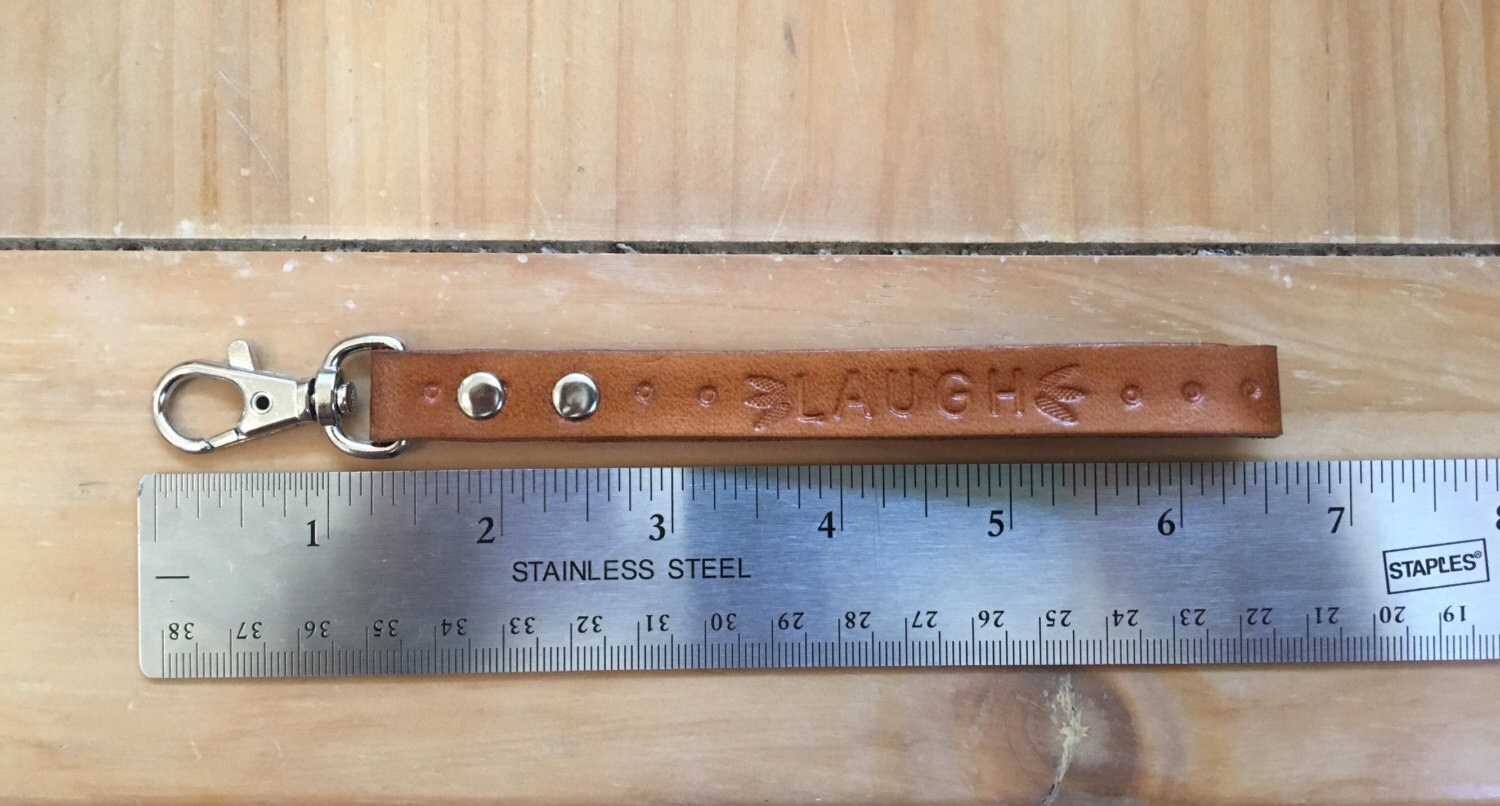 LAUGH
1 2 3 4 5 6 7 8
STAINLESS STEEL
STAPLES®
38 37 36 35 34 33 32 31 30 29 28 27 26 25 24 23 22 21 20 19